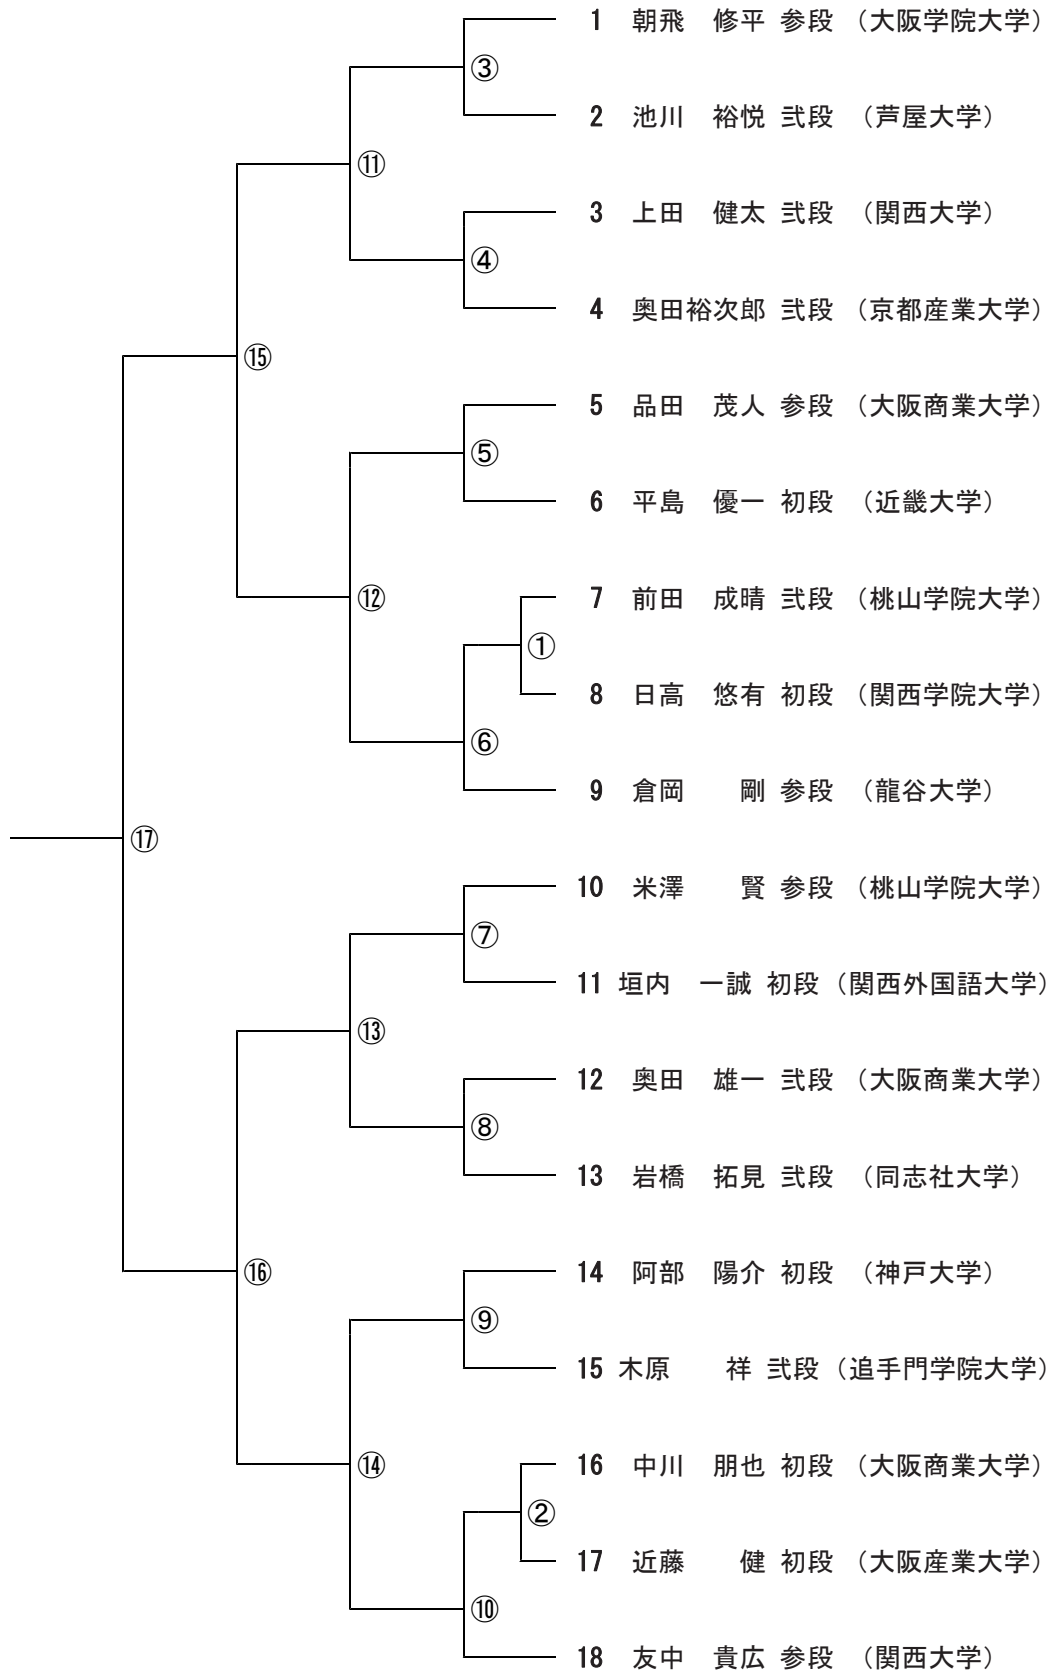 1 朝飛 修平 参段 (大阪学院大学)
③
2 池川 裕悦 弐段 (芦屋大学)
⑪
3 上田 健太 弐段 (関西大学)
④
4 奥田裕次郎 弐段 (京都産業大学)
⑮
5 品田 茂人 参段 (大阪商業大学)
⑤
6 平島 優一 初段 (近畿大学)
7 前田 成晴 弐段 (桃山学院大学)
⑫
①
8 日高 悠有 初段 (関西学院大学)
⑥
9 倉岡 剛 参段 (龍谷大学)
⑰
10 米澤 賢 参段 (桃山学院大学)
⑦
11 垣内 一誠 初段 (関西外国語大学)
⑬
12 奥田 雄一 弐段 (大阪商業大学)
⑧
13 岩橋 拓見 弐段 (同志社大学)
⑯
14 阿部 陽介 初段 (神戸大学)
⑨
15 木原 祥 弐段 (追手門学院大学)
⑭
16 中川 朋也 初段 (大阪商業大学)
②
17 近藤 健 初段 (大阪産業大学)
⑩
18 友中 貴広 参段 (関西大学)